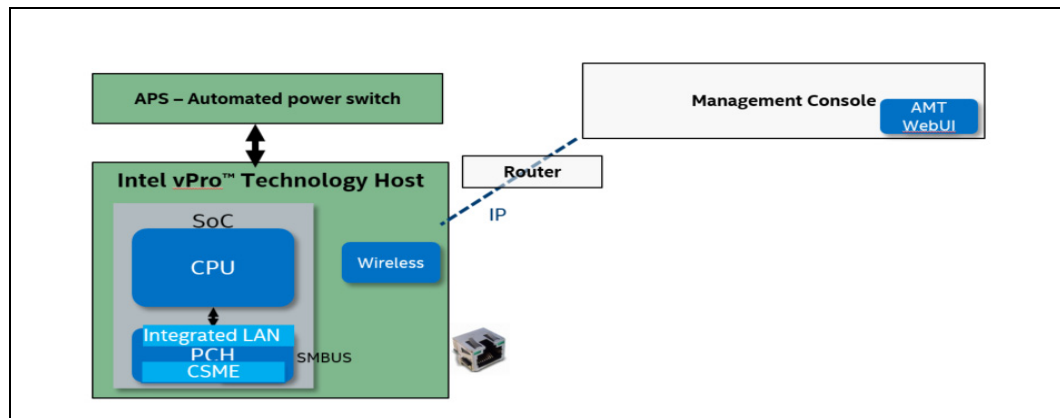 APS – Automated power switch
Management Console
AMT
WebUI
Intel vPro™ Technology Host
Router
IP
SoC
CPU
Wireless
Integrated LAN
PCH
SMBUS
CSME